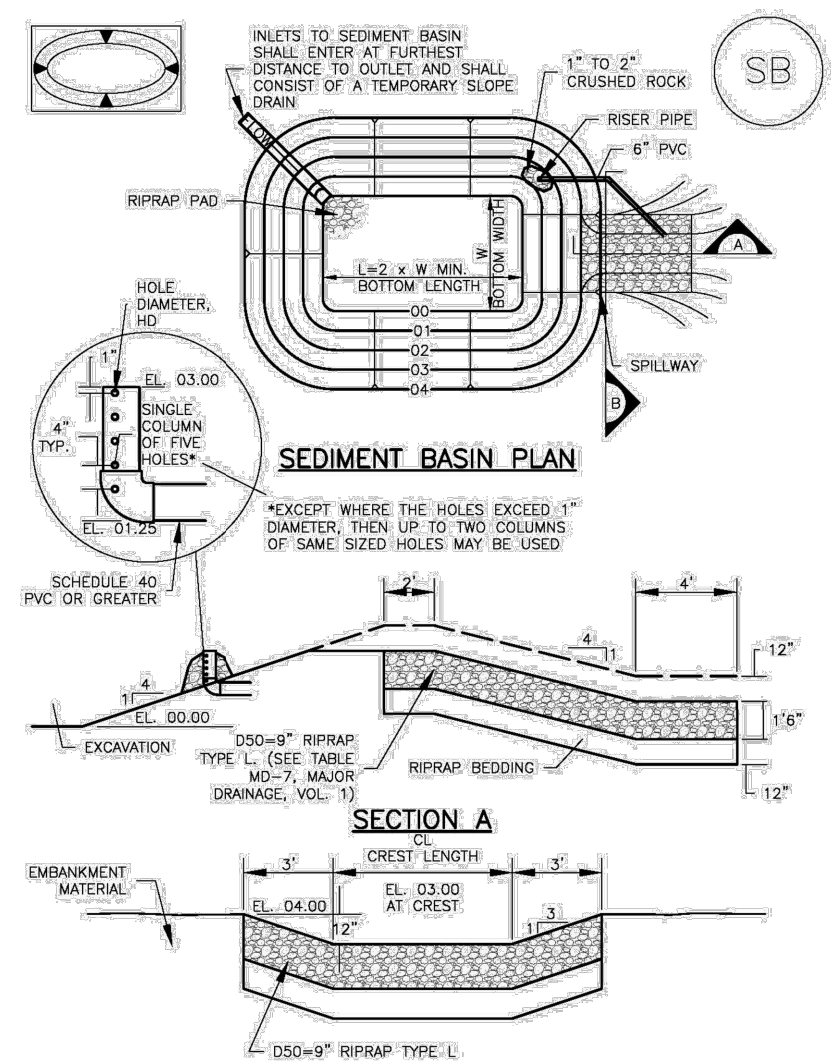 INLETS TO SEDIMENT BASIN
SHALL ENTER AT FURTHEST
DISTANCE TO OUTLET AND SHALL
CONSIST OF A TEMPORARY SLOPE
DRAIN
1" TO 2"
CRUSHED ROCK
SB
RISER PIPE
6" PVC
FLOW
RIPRAP PAD
W
BOTTOM WIDTH
A
L=2 x W MIN.
BOTTOM LENGTH
00
01
02
03
04
SPILLWAY
B
HOLE
DIAMETER,
HD
1"
EL. 03.00
4"
TYP.
SINGLE
COLUMN
OF FIVE
HOLES*
EL. 01.25
SCHEDULE 40
PVC OR GREATER
SEDIMENT BASIN PLAN
*EXCEPT WHERE THE HOLES EXCEED 1"
DIAMETER, THEN UP TO TWO COLUMNS
OF SAME SIZED HOLES MAY BE USED
2'
4'
4
1
12"
4
1
EL. 00.00
1'6"
EXCAVATION
D50=9" RIPRAP
TYPE L. (SEE TABLE
MD-7, MAJOR
DRAINAGE, VOL. 1)
RIPRAP BEDDING
12"
SECTION A
CL
CREST LENGTH
3'
3'
EMBANKMENT
MATERIAL
EL. 04.00
EL. 03.00
AT CREST
12"
3
1
D50=9" RIPRAP TYPE L